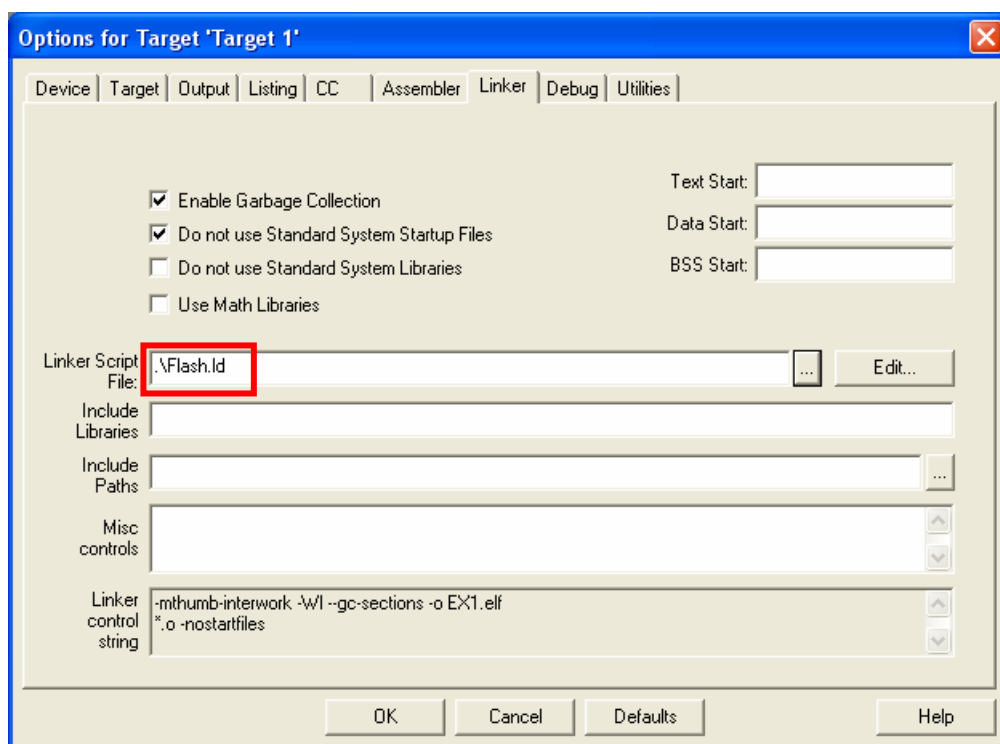 Options for Target 'Target 1'
Device Target Output Listing CC Assembler Linker Debug Utilities
Enable Garbage Collection
Do not use Standard System Startup Files
Do not use Standard System Libraries
Use Math Libraries
Text Start:
Data Start:
BSS Start:
Linker Script
File:
.\Flash.ld
...
Edit...
Include
Libraries
Include
Paths
...
Misc
controls
Linker
control
string
-mthumb-interwork -Wl --gc-sections -o EX1.elf
*.o -nostartfiles
OK Cancel Defaults Help